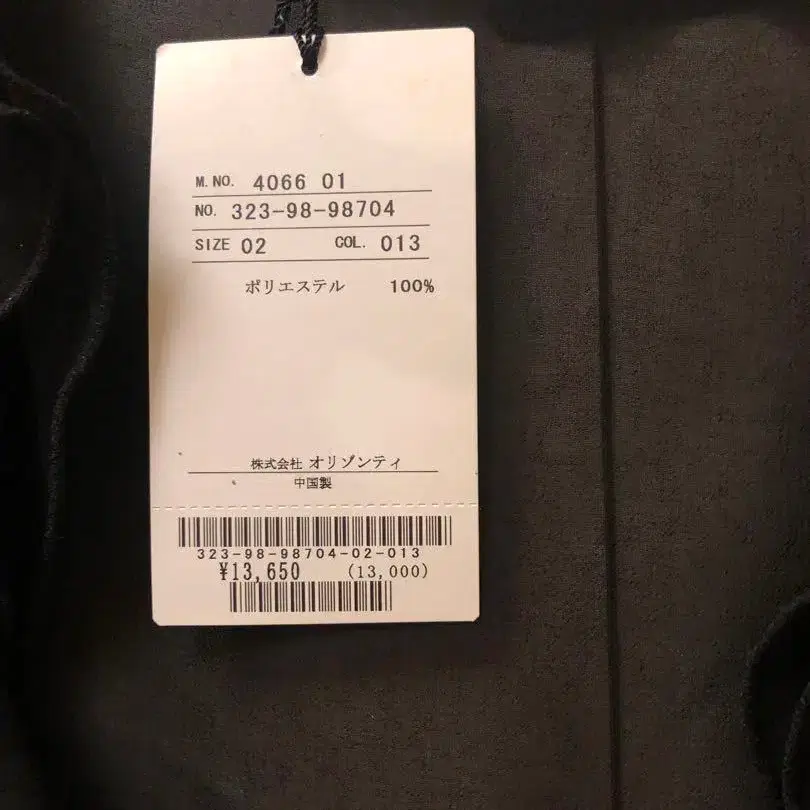 M. NO. 4066 01
NO. 323-98-98704
SIZE 02 COL. 013
ポリエステル 100%
株式会社 オリゾンティ
中国製
323-98-98704-02-013
¥13,650 (13,000)